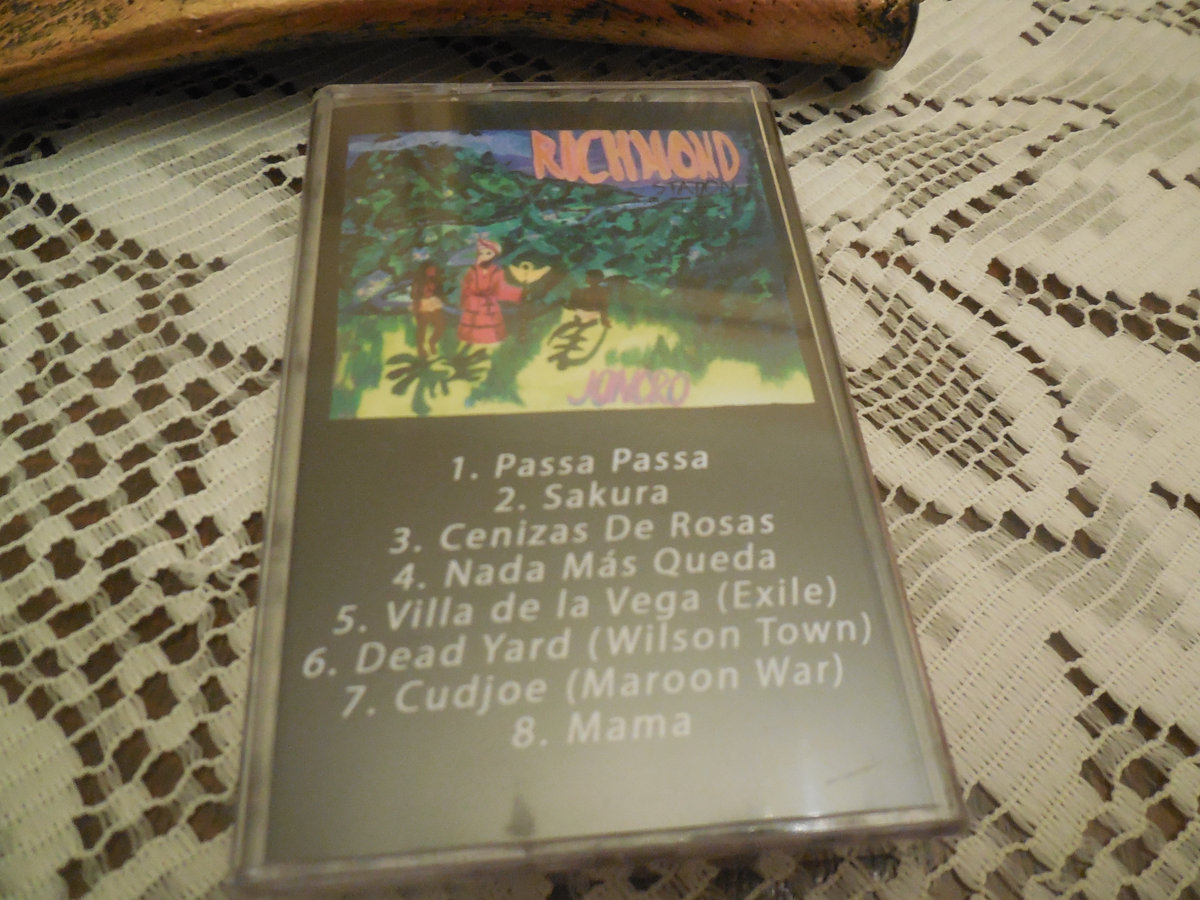 RICHMOND
STATION
JONCRO
1. Passa Passa
2. Sakura
3. Cenizas De Rosas
4. Nada Más Queda
5. Villa de la Vega (Exile)
6. Dead Yard (Wilson Town)
7. Cudjoe (Maroon War)
8. Mama